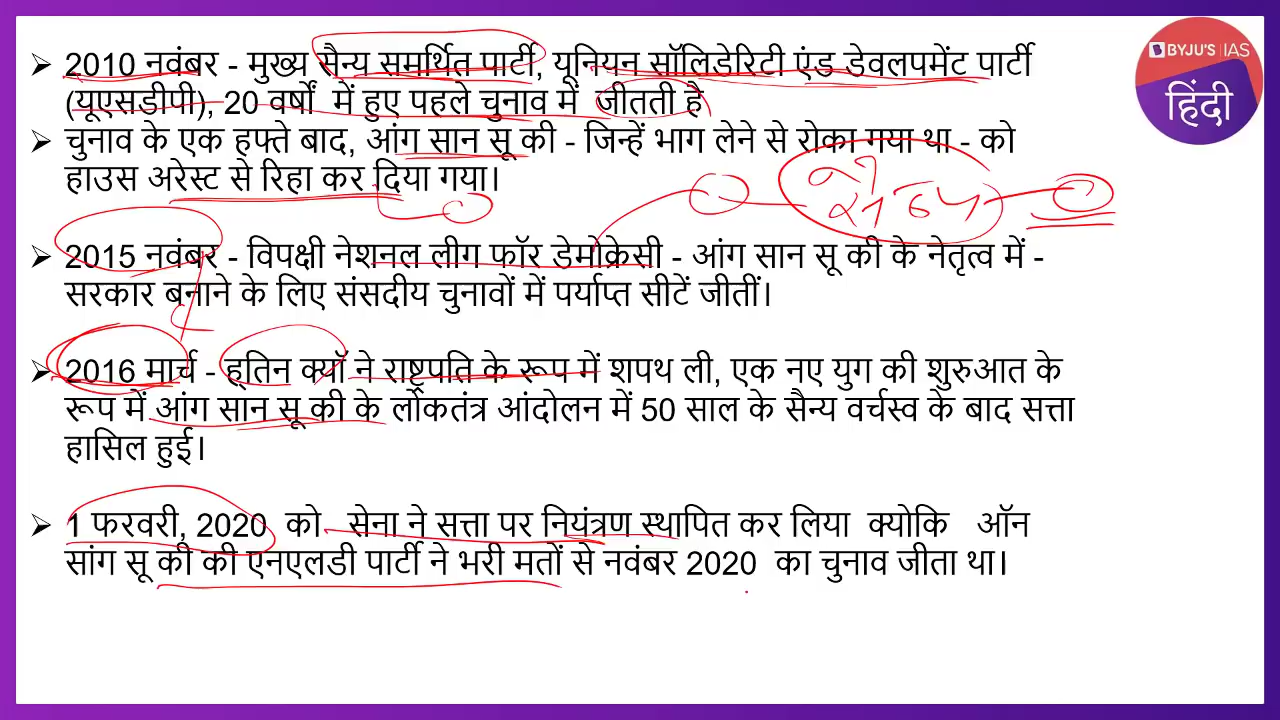 BYJU'S IAS
हिंदी
➢ 2010 नवंबर - मुख्य सैन्य समर्थित पार्टी, यूनियन सॉलिडेरिटी एंड डेवलपमेंट पार्टी
(यूएसडीपी), 20 वर्षों में हुए पहले चुनाव में जीतती है
➢ चुनाव के एक हफ्ते बाद, आंग सान सू की - जिन्हें भाग लेने से रोका गया था - को
हाउस अरेस्ट से रिहा कर दिया गया।
➢ 2015 नवंबर - विपक्षी नेशनल लीग फॉर डेमोक्रेसी - आंग सान सू की के नेतृत्व में -
सरकार बनाने के लिए संसदीय चुनावों में पर्याप्त सीटें जीतीं।
➢ 2016 मार्च - ह्तिन क्यॉ ने राष्ट्रपति के रूप में शपथ ली, एक नए युग की शुरुआत के
रूप में आंग सान सू की के लोकतंत्र आंदोलन में 50 साल के सैन्य वर्चस्व के बाद सत्ता
हासिल हुई।
➢ 1 फरवरी, 2020 को सेना ने सत्ता पर नियंत्रण स्थापित कर लिया क्योकि ऑन
सांग सू की की एनएलडी पार्टी ने भरी मतों से नवंबर 2020 का चुनाव जीता था।